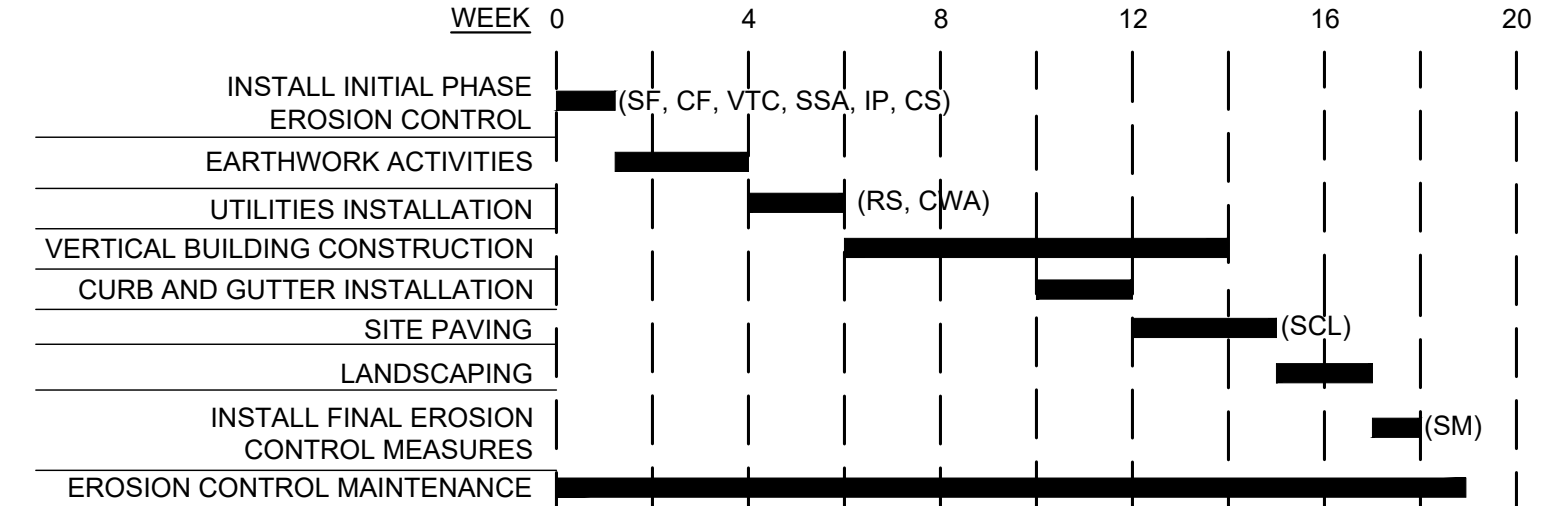 WEEK 0 4 8 12 16 20
INSTALL INITIAL PHASE
EROSION CONTROL
(SF, CF, VTC, SSA, IP, CS)
EARTHWORK ACTIVITIES
UTILITIES INSTALLATION
(RS, CWA)
VERTICAL BUILDING CONSTRUCTION
CURB AND GUTTER INSTALLATION
SITE PAVING
(SCL)
LANDSCAPING
INSTALL FINAL EROSION
CONTROL MEASURES
(SM)
EROSION CONTROL MAINTENANCE